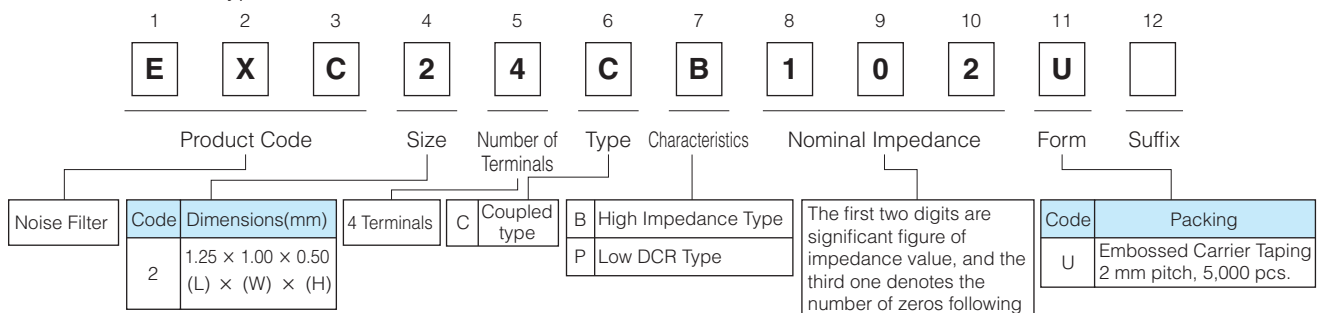 1 2 3 4 5 6 7 8 9 10 11 12
E X C 2 4 C B 1 0 2 U
Product Code Size Number of Terminals Type Characteristics Nominal Impedance Form Suffix
Noise Filter
Code Dimensions(mm)
2 1.25 × 1.00 × 0.50
(L) × (W) × (H)
4 Terminals
C Coupled
type
B High Impedance Type
P Low DCR Type
The first two digits are
significant figure of
impedance value, and the
third one denotes the
number of zeros following
Code Packing
U Embossed Carrier Taping
2 mm pitch, 5,000 pcs.